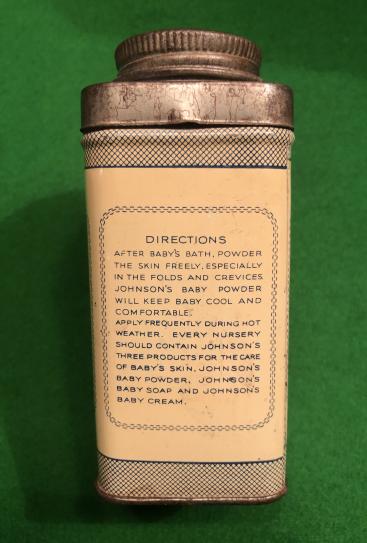 DIRECTIONS
AFTER BABY'S BATH, POWDER
THE SKIN FREELY, ESPECIALLY
IN THE FOLDS AND CREVICES.
JOHNSON'S BABY POWDER
WILL KEEP BABY COOL AND
COMFORTABLE.
APPLY FREQUENTLY DURING HOT
WEATHER. EVERY NURSERY
SHOULD CONTAIN JOHNSON'S
THREE PRODUCTS FOR THE CARE
OF BABY'S SKIN, JOHNSON'S
BABY POWDER, JOHNSON'S
BABY SOAP AND JOHNSON'S
BABY CREAM.